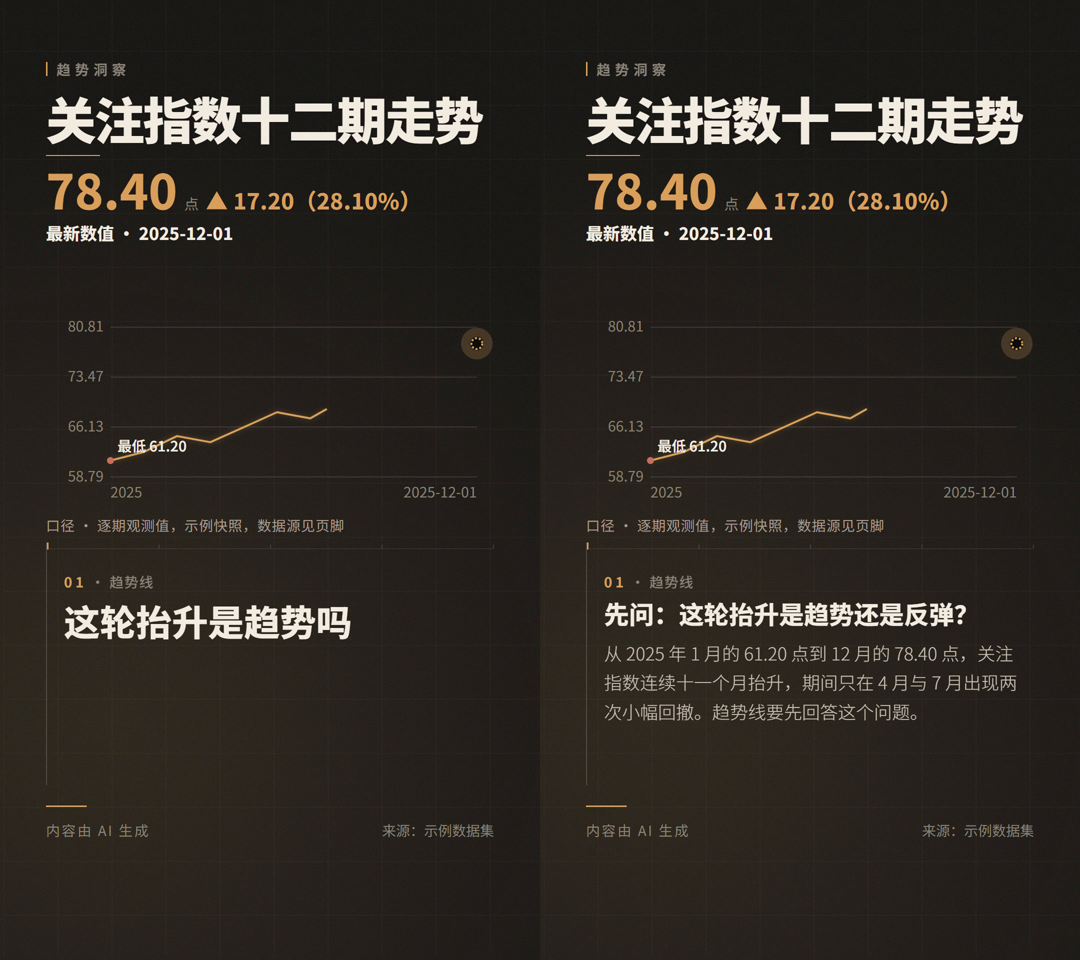 趋势洞察
关注指数十二期走势
78.40 点 ▲ 17.20（28.10%）
最新数值 • 2025-12-01
80.81
73.47
66.13
最低 61.20
58.79
2025 2025-12-01
口径 • 逐期观测值，示例快照，数据源见页脚
01 • 趋势线
这轮抬升是趋势吗
内容由 AI 生成 来源：示例数据集
趋势洞察
关注指数十二期走势
78.40 点 ▲ 17.20（28.10%）
最新数值 • 2025-12-01
80.81
73.47
66.13
最低 61.20
58.79
2025 2025-12-01
口径 • 逐期观测值，示例快照，数据源见页脚
01 • 趋势线
先问：这轮抬升是趋势还是反弹？
从 2025 年 1 月的 61.20 点到 12 月的 78.40 点，关注
指数连续十一个月抬升，期间只在 4 月与 7 月出现两
次小幅回撤。趋势线要先回答这个问题。
内容由 AI 生成 来源：示例数据集